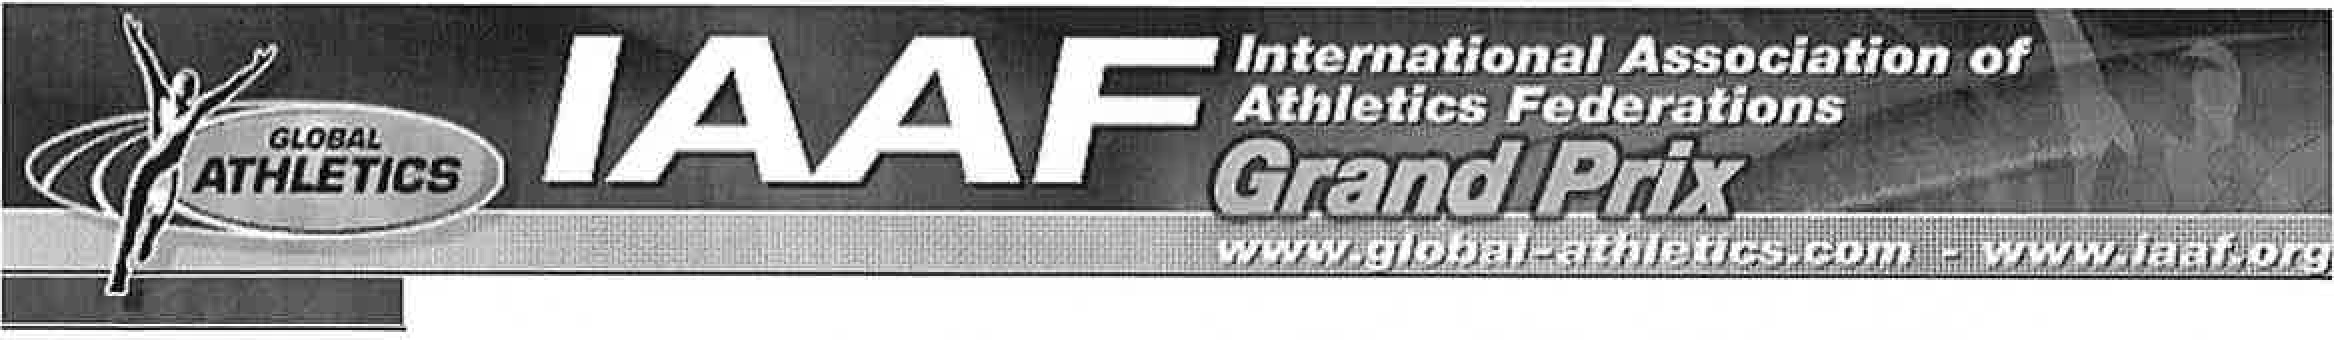 GLOBAL
ATHLETICS
IAAF
International Association of
Athletics Federations
Grand Prix
www.global-athletics.com - www.iaaf.org